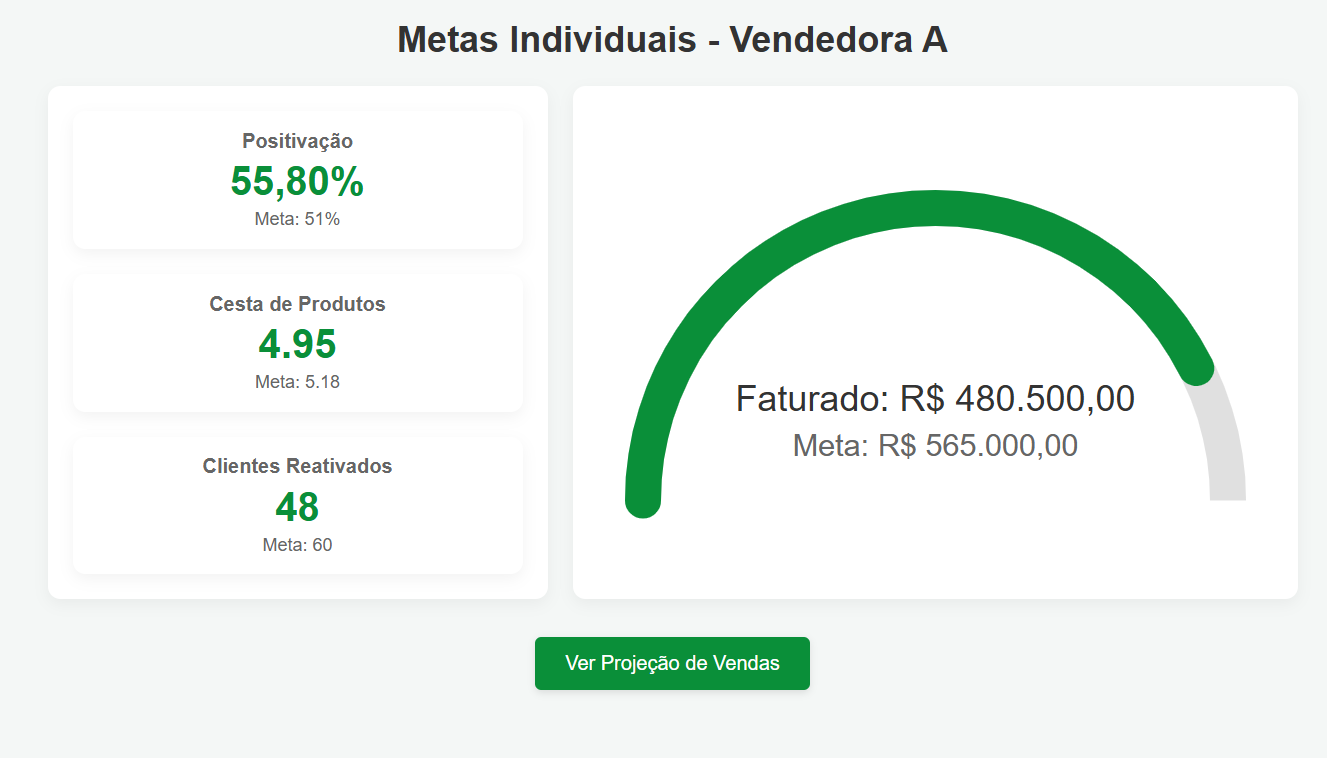 Metas Individuais - Vendedora A
Positivação
55,80%
Meta: 51%
Cesta de Produtos
4.95
Meta: 5.18
Clientes Reativados
48
Meta: 60
Faturado: R$ 480.500,00
Meta: R$ 565.000,00
Ver Projeção de Vendas